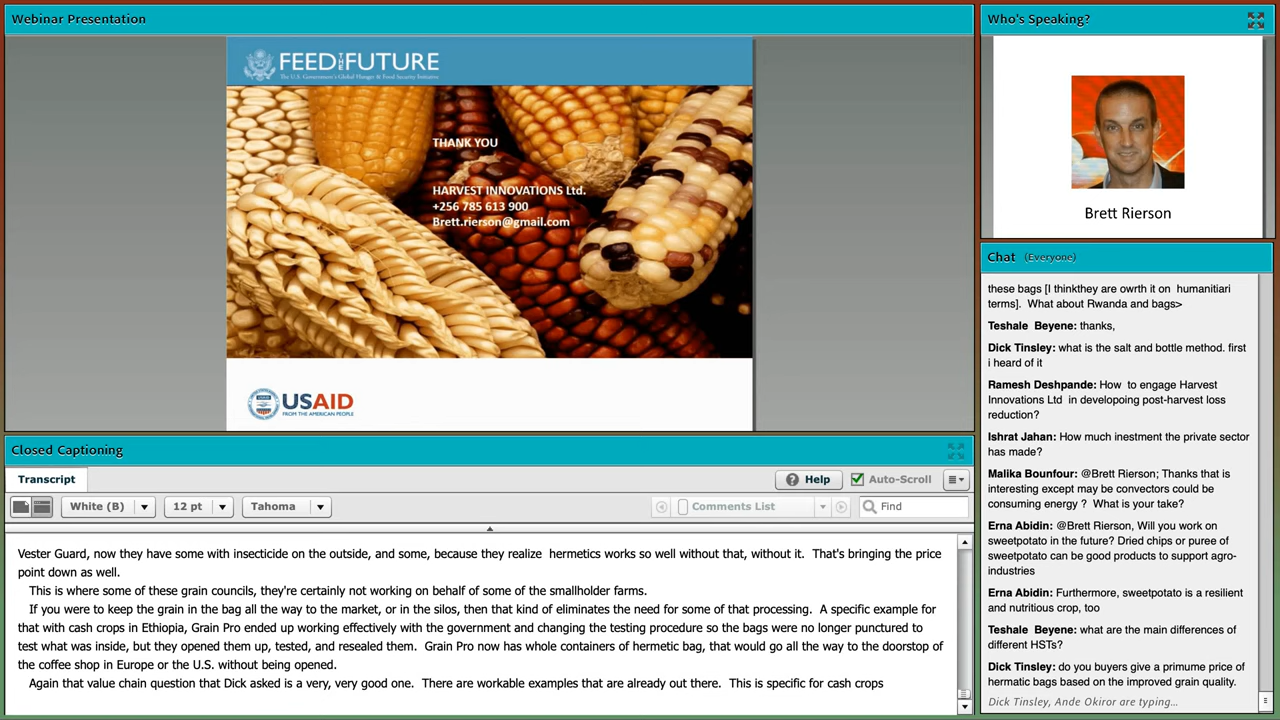 Webinar Presentation
FEED THE FUTURE
The U.S. Government's Global Hunger & Food Security Initiative
THANK YOU
HARVEST INNOVATIONS Ltd.
+256 785 613 900
Brett.rierson@gmail.com
USAID
FROM THE AMERICAN PEOPLE
Who's Speaking?
Brett Rierson
Chat (Everyone)
these bags [I thinkthey are owrth it on humanitiari
terms]. What about Rwanda and bags>
Teshale Beyene: thanks,
Dick Tinsley: what is the salt and bottle method. first
i heard of it
Ramesh Deshpande: How to engage Harvest
Innovations Ltd in developoing post-harvest loss
reduction?
Ishrat Jahan: How much inestment the private sector
has made?
Malika Bounfour: @Brett Rierson; Thanks that is
interesting except may be convectors could be
consuming energy ? What is your take?
Erna Abidin: @Brett Rierson, Will you work on
sweetpotato in the future? Dried chips or puree of
sweetpotato can be good products to support agro-
industries
Erna Abidin: Furthermore, sweetpotato is a resilient
and nutritious crop, too
Teshale Beyene: what are the main differences of
different HSTs?
Dick Tinsley: do you buyers give a primume price of
hermatic bags based on the improved grain quality.
Dick Tinsley, Ande Okiror are typing...
Closed Captioning
Transcript
Help
Auto-Scroll
White (B)
12 pt
Tahoma
Comments List
Find
Vester Guard, now they have some with insecticide on the outside, and some, because they realize hermetics works so well without that, without it. That's bringing the price
point down as well.
This is where some of these grain councils, they're certainly not working on behalf of some of the smallholder farms.
If you were to keep the grain in the bag all the way to the market, or in the silos, then that kind of eliminates the need for some of that processing. A specific example for
that with cash crops in Ethiopia, Grain Pro ended up working effectively with the government and changing the testing procedure so the bags were no longer punctured to
test what was inside, but they opened them up, tested, and resealed them. Grain Pro now has whole containers of hermetic bag, that would go all the way to the doorstop of
the coffee shop in Europe or the U.S. without being opened.
Again that value chain question that Dick asked is a very, very good one. There are workable examples that are already out there. This is specific for cash crops